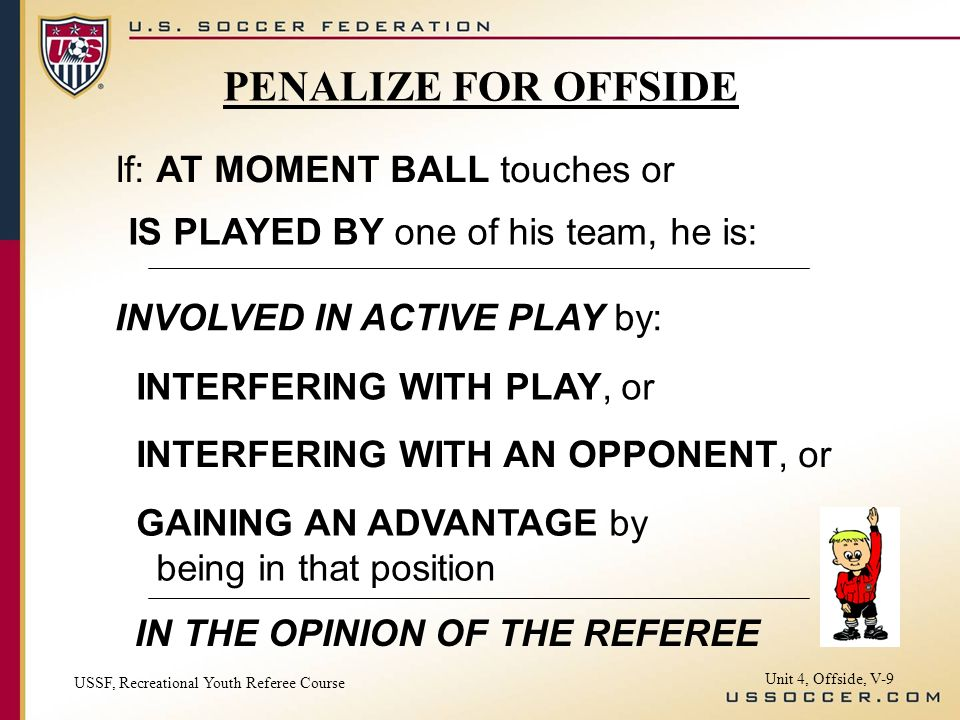 U.S. SOCCER FEDERATION
US
PENALIZE FOR OFFSIDE
If: AT MOMENT BALL touches or
IS PLAYED BY one of his team, he is:
INVOLVED IN ACTIVE PLAY by:
INTERFERING WITH PLAY, or
INTERFERING WITH AN OPPONENT, or
GAINING AN ADVANTAGE by
being in that position
IN THE OPINION OF THE REFEREE
USSF, Recreational Youth Referee Course
Unit 4, Offside, V-9
USSOCCER.COM